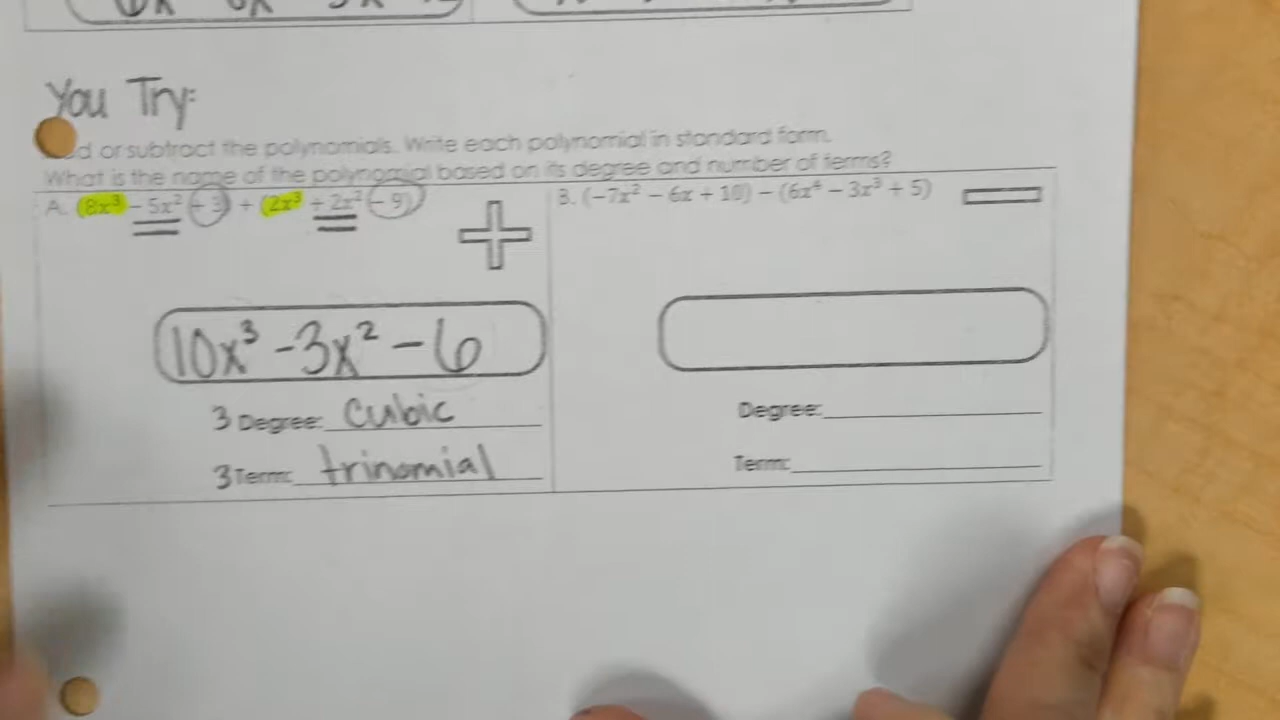 You Try:
or subtract the polynomials. Write each polynomial in standard form.
What is the name of the polynomial based on its degree and number of terms?
A. (8x³ − 5x² + 3) + (2x³ + 2x² − 9)
+
B. (−7x² − 6x + 10) − (6x⁴ − 3x³ + 5)
−
10x³ -3x² -6
3 Degree: cubic
3 Term: trinomial
Degree:
Term: